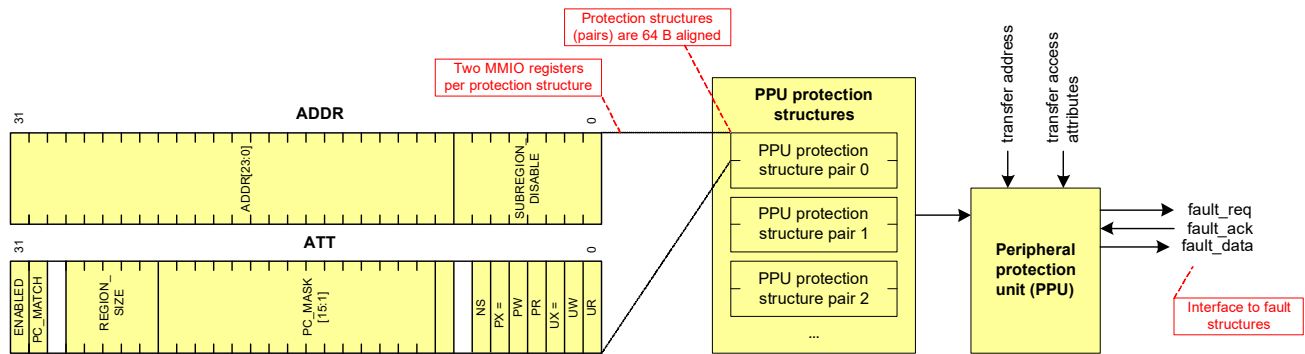 Protection structures
(pairs) are 64 B aligned
Two MMIO registers
per protection structure
31
ADDR
0
ADDR[23:0]
SUBREGION_
DISABLE
31
ATT
0
ENABLED
PC_MATCH
REGION_
SIZE
PC_MASK
[15:1]
NS
PX =
PW
PR
UX =
UW
UR
PPU protection
structures
PPU protection
structure pair 0
PPU protection
structure pair 1
PPU protection
structure pair 2
...
transfer address
transfer access
attributes
Peripheral
protection
unit (PPU)
fault_req
fault_ack
fault_data
Interface to fault
structures